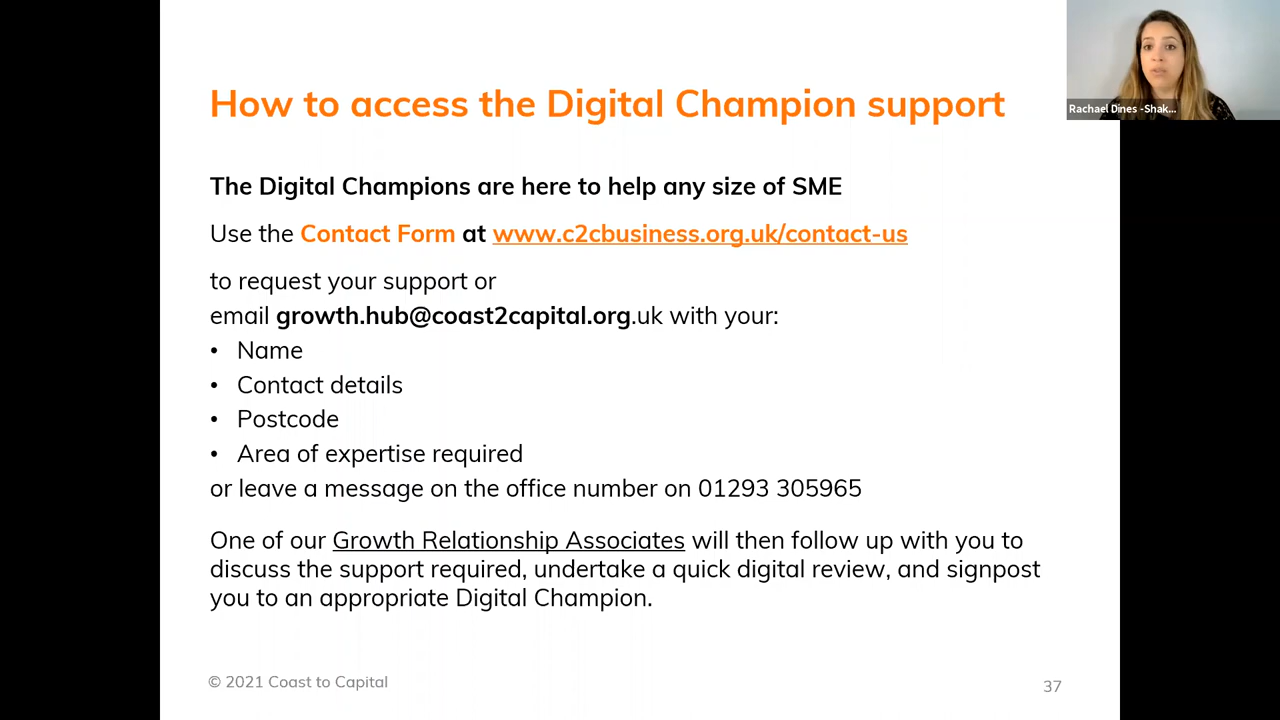 How to access the Digital Champion support
Rachael Dines -Shak...
The Digital Champions are here to help any size of SME
Use the Contact Form at www.c2cbusiness.org.uk/contact-us
to request your support or
email growth.hub@coast2capital.org.uk with your:
• Name
• Contact details
• Postcode
• Area of expertise required
or leave a message on the office number on 01293 305965
One of our Growth Relationship Associates will then follow up with you to
discuss the support required, undertake a quick digital review, and signpost
you to an appropriate Digital Champion.
© 2021 Coast to Capital
37